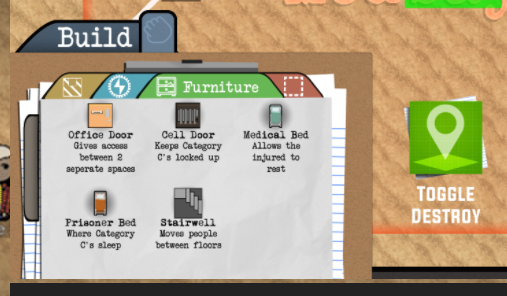 Build
Furniture
Office Door
Gives access
between 2
seperate spaces
Cell Door
Keeps Category
C's locked up
Medical Bed
Allows the
injured to
rest
Prisoner Bed
Where Category
C's sleep
Stairwell
Moves people
between floors
TOGGLE
DESTROY